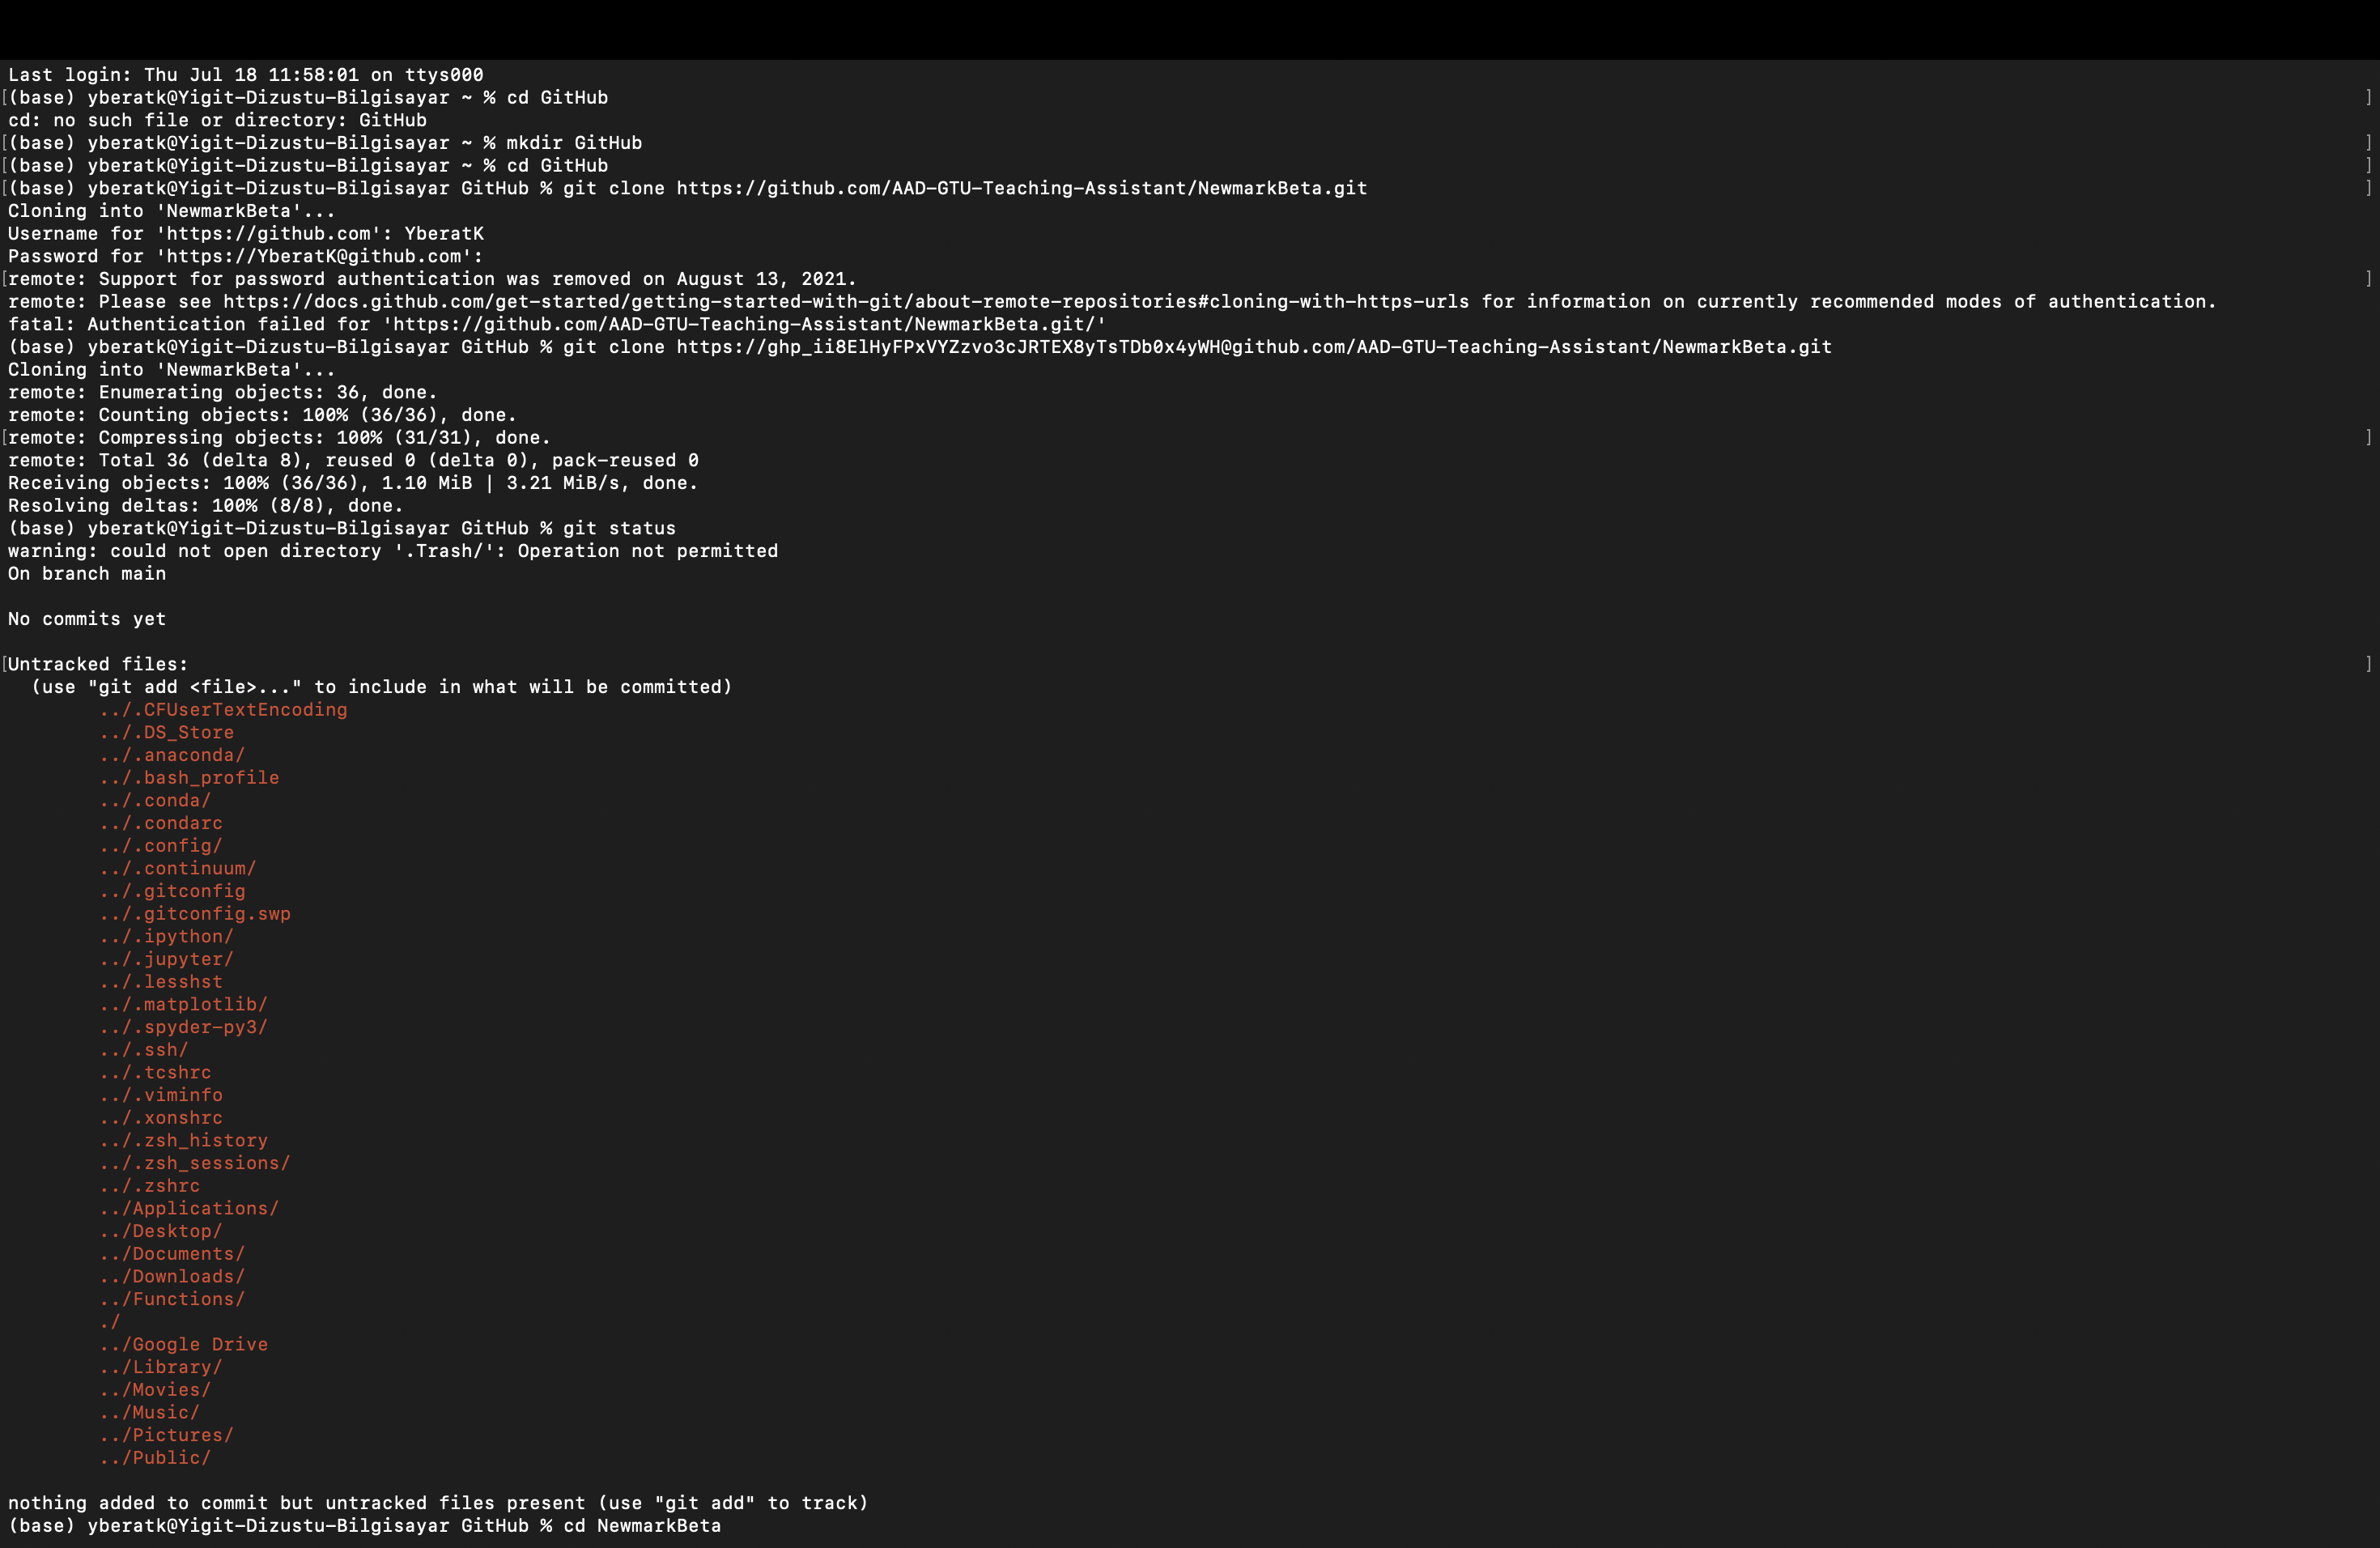 Last login: Thu Jul 18 11:58:01 on ttys000
[(base) yberatk@Yigit-Dizustu-Bilgisayar ~ % cd GitHub ]
cd: no such file or directory: GitHub
[(base) yberatk@Yigit-Dizustu-Bilgisayar ~ % mkdir GitHub ]
[(base) yberatk@Yigit-Dizustu-Bilgisayar ~ % cd GitHub ]
[(base) yberatk@Yigit-Dizustu-Bilgisayar GitHub % git clone https://github.com/AAD-GTU-Teaching-Assistant/NewmarkBeta.git ]
Cloning into 'NewmarkBeta'...
Username for 'https://github.com': YberatK
Password for 'https://YberatK@github.com':
[remote: Support for password authentication was removed on August 13, 2021. ]
remote: Please see https://docs.github.com/get-started/getting-started-with-git/about-remote-repositories#cloning-with-https-urls for information on currently recommended modes of authentication.
fatal: Authentication failed for 'https://github.com/AAD-GTU-Teaching-Assistant/NewmarkBeta.git/'
(base) yberatk@Yigit-Dizustu-Bilgisayar GitHub % git clone https://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@github.com/AAD-GTU-Teaching-Assistant/NewmarkBeta.git
Cloning into 'NewmarkBeta'...
remote: Enumerating objects: 36, done.
remote: Counting objects: 100% (36/36), done.
[remote: Compressing objects: 100% (31/31), done. ]
remote: Total 36 (delta 8), reused 0 (delta 0), pack-reused 0
Receiving objects: 100% (36/36), 1.10 MiB | 3.21 MiB/s, done.
Resolving deltas: 100% (8/8), done.
(base) yberatk@Yigit-Dizustu-Bilgisayar GitHub % git status
warning: could not open directory '.Trash/': Operation not permitted
On branch main
No commits yet
[Untracked files: ]
(use "git add <file>..." to include in what will be committed)
../.CFUserTextEncoding
../.DS_Store
../.anaconda/
../.bash_profile
../.conda/
../.condarc
../.config/
../.continuum/
../.gitconfig
../.gitconfig.swp
../.ipython/
../.jupyter/
../.lesshst
../.matplotlib/
../.spyder-py3/
../.ssh/
../.tcshrc
../.viminfo
../.xonshrc
../.zsh_history
../.zsh_sessions/
../.zshrc
../Applications/
../Desktop/
../Documents/
../Downloads/
../Functions/
./
../Google Drive
../Library/
../Movies/
../Music/
../Pictures/
../Public/
nothing added to commit but untracked files present (use "git add" to track)
(base) yberatk@Yigit-Dizustu-Bilgisayar GitHub % cd NewmarkBeta